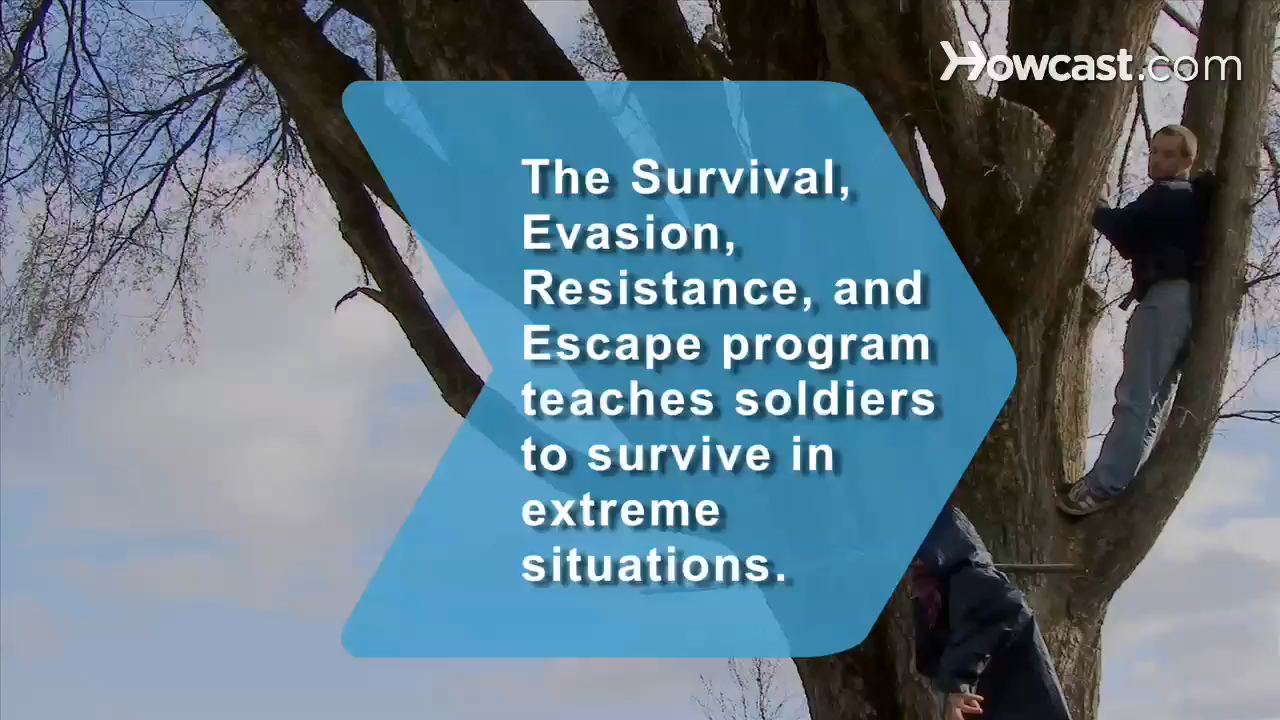 Howcast.com
The Survival,
Evasion,
Resistance, and
Escape program
teaches soldiers
to survive in
extreme
situations.